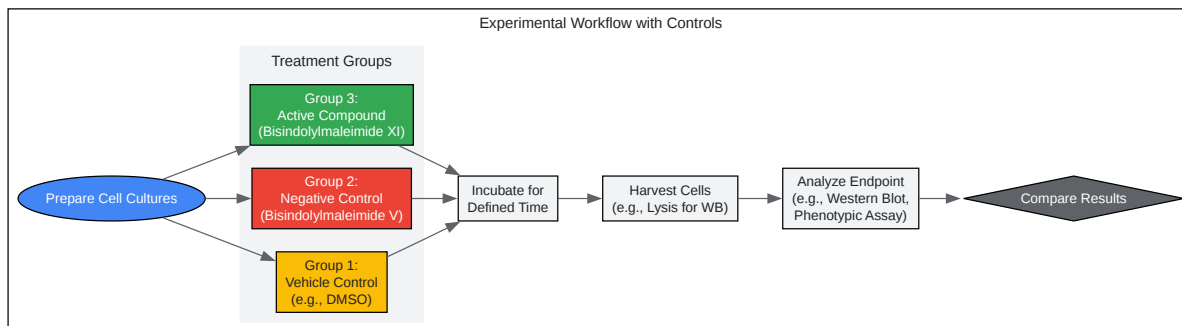 Experimental Workflow with Controls
Treatment Groups
Group 3:
Active Compound
(Bisindolylmaleimide XI)
Prepare Cell Cultures
Group 2:
Negative Control
(Bisindolylmaleimide V)
Group 1:
Vehicle Control
(e.g., DMSO)
Incubate for
Defined Time
Harvest Cells
(e.g., Lysis for WB)
Analyze Endpoint
(e.g., Western Blot,
Phenotypic Assay)
Compare Results